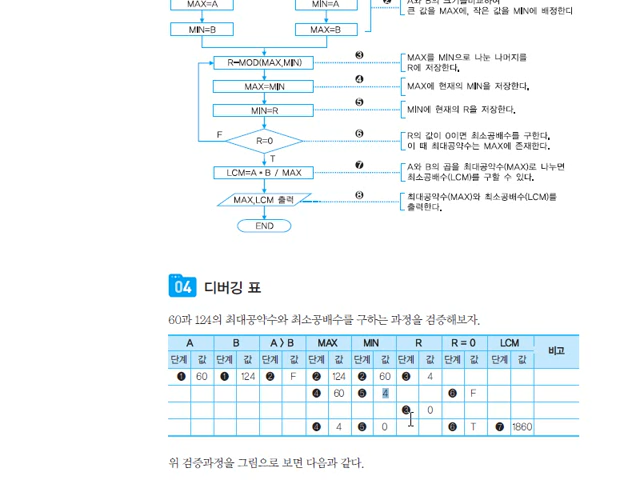 MAX=A
MIN=A
❷
A와 B의 크기를비교하여
큰 값을 MAX에, 작은 값을 MIN에 배정한다
MIN=B
MAX=B
R=MOD(MAX,MIN)
❸
MAX를 MIN으로 나눈 나머지를
R에 저장한다.
MAX=MIN
❹
MAX에 현재의 MIN을 저장한다.
MIN=R
❺
MIN에 현재의 R을 저장한다.
F
R=0
❻
R의 값이 0이면 최소공배수를 구한다.
이 때 최대공약수는 MAX에 존재한다.
T
LCM=A * B / MAX
❼
A와 B의 곱을 최대공약수(MAX)로 나누면
최소공배수(LCM)를 구할 수 있다.
MAX,LCM 출력
❽
최대공약수(MAX)와 최소공배수(LCM)를
출력한다.
END
04 디버깅 표
60과 124의 최대공약수와 최소공배수를 구하는 과정을 검증해보자.
A B A > B MAX MIN R R = 0 LCM 비고
단계 값 단계 값 단계 값 단계 값 단계 값 단계 값 단계 값 단계 값
❶ 60 ❶ 124 ❷ F ❷ 124 ❷ 60 ❸ 4
❹ 60 ❺ 4 ❻ F
❸ 0
❹ 4 ❺ 0 ❻ T ❼ 1860
위 검증과정을 그림으로 보면 다음과 같다.